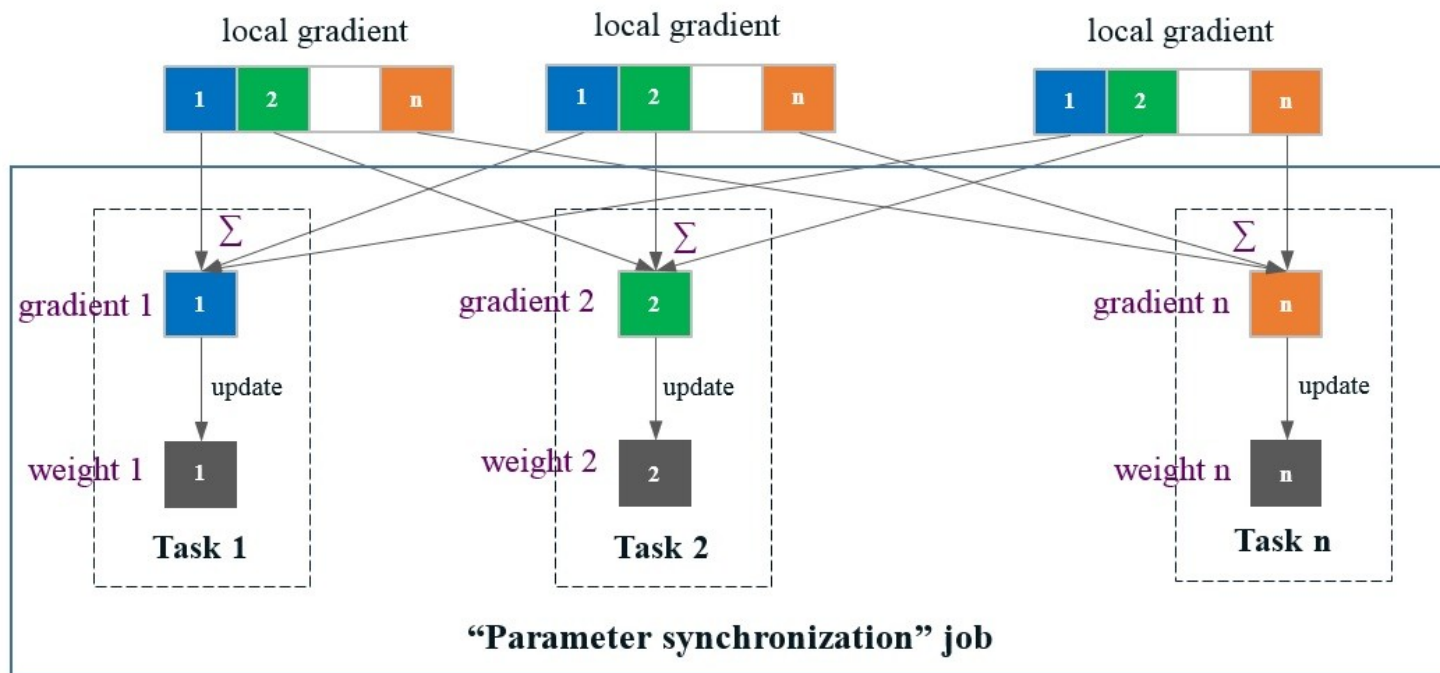 local gradient local gradient local gradient
1 2 n 1 2 n 1 2 n
∑ ∑ ∑
gradient 1 1 gradient 2 2 gradient n n
update update update
weight 1 1 weight 2 2 weight n n
Task 1 Task 2 Task n
“Parameter synchronization” job